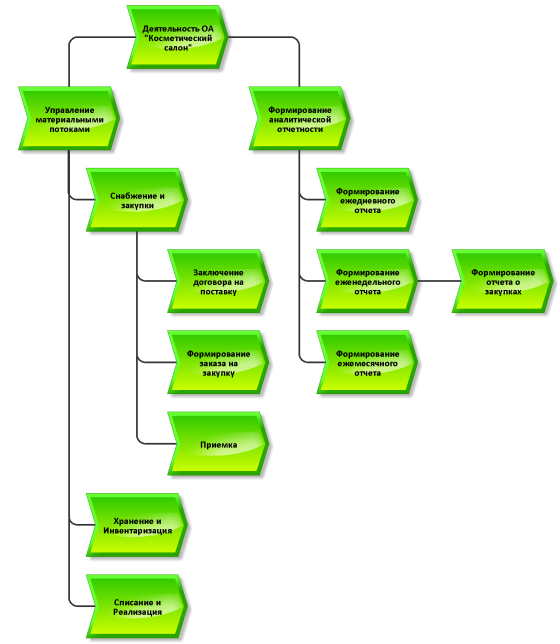 Деятельность ОА
"Косметический
салон"
Управление
материальными
потоками
Формирование
аналитической
отчетности
Снабжение и
закупки
Формирование
ежедневного
отчета
Заключение
договора на
поставку
Формирование
еженедельного
отчета
Формирование
отчета о
закупках
Формирование
заказа на
закупку
Формирование
ежемесячного
отчета
Приемка
Хранение и
Инвентаризация
Списание и
Реализация